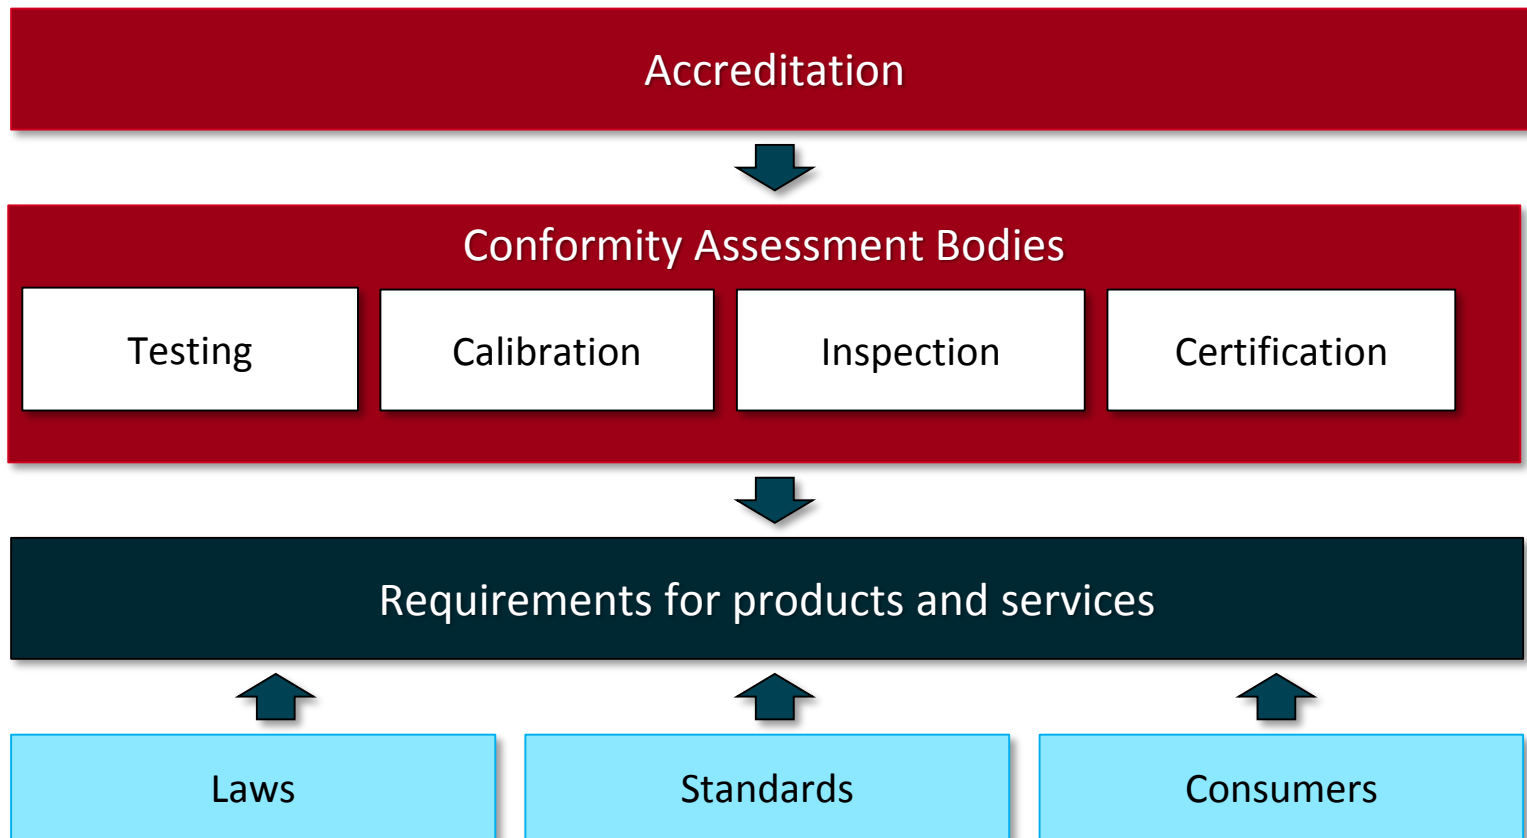 Accreditation
Conformity Assessment Bodies
Testing
Calibration
Inspection
Certification
Requirements for products and services
Laws
Standards
Consumers